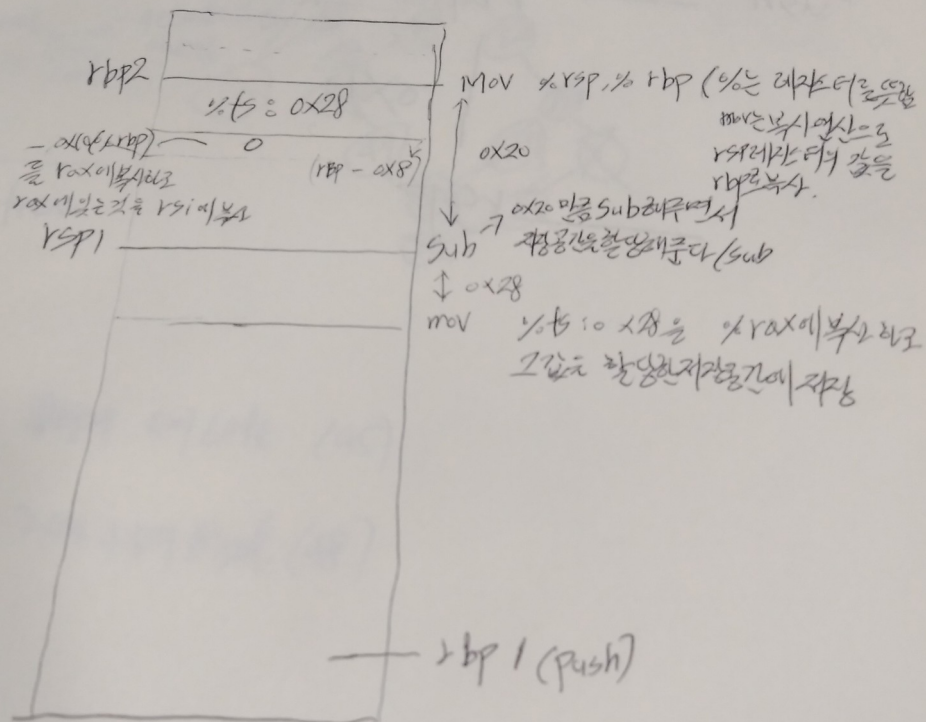 rbp2
%fs : 0x28
0
(rbp - 0x8)
를 rax에 복사하고
rax에 있는 것을 rsi에 복사
rsp1
Mov %rsp, % rbp (%는 레지스터를 뜻함
mov는 복사연산으로
rsp레지스터의 값을
rbp로 복사.
0x20
sub
0x20 만큼 sub해주면서
저장공간을 할당해준다 / sub
0x28
mov
%fs : 0x28을 %rax에 복사하고
그 값을 할당한 저장공간에 저장
rbp 1 (push)